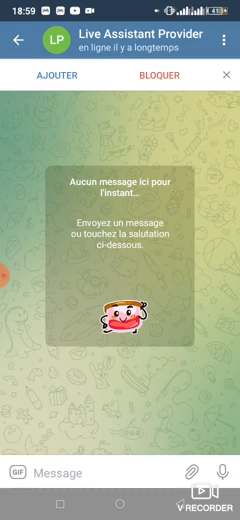 18:59
41
LP
Live Assistant Provider
en ligne il y a longtemps
AJOUTER
BLOQUER
Aucun message ici pour
l'instant...
Envoyez un message
ou touchez la salutation
ci-dessous.
GIF
Message
V RECORDER